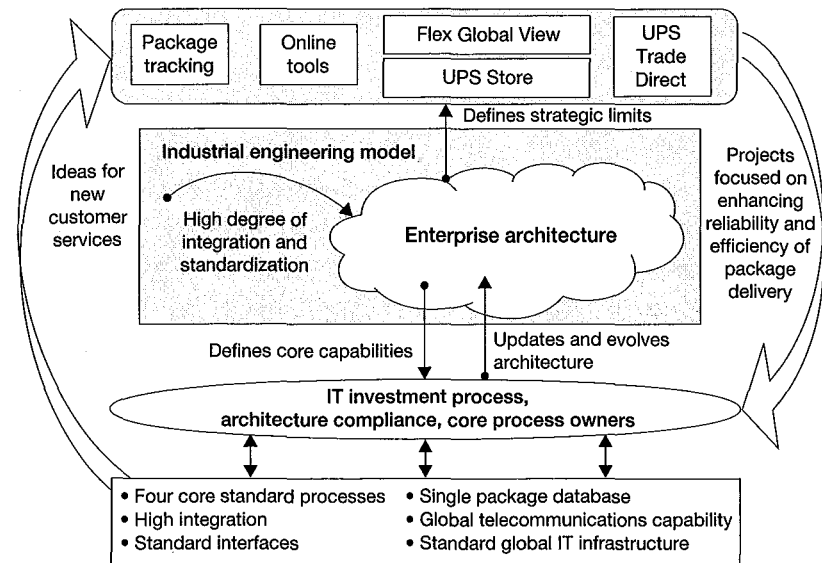 Package
tracking
Online
tools
Flex Global View
UPS Store
UPS
Trade
Direct
Defines strategic limits
Industrial engineering model
Ideas for
new
customer
services
High degree of
integration and
standardization
Enterprise architecture
Projects
focused on
enhancing
reliability and
efficiency of
package
delivery
Defines core capabilities
Updates and evolves
architecture
IT investment process,
architecture compliance, core process owners
• Four core standard processes
• High integration
• Standard interfaces
• Single package database
• Global telecommunications capability
• Standard global IT infrastructure